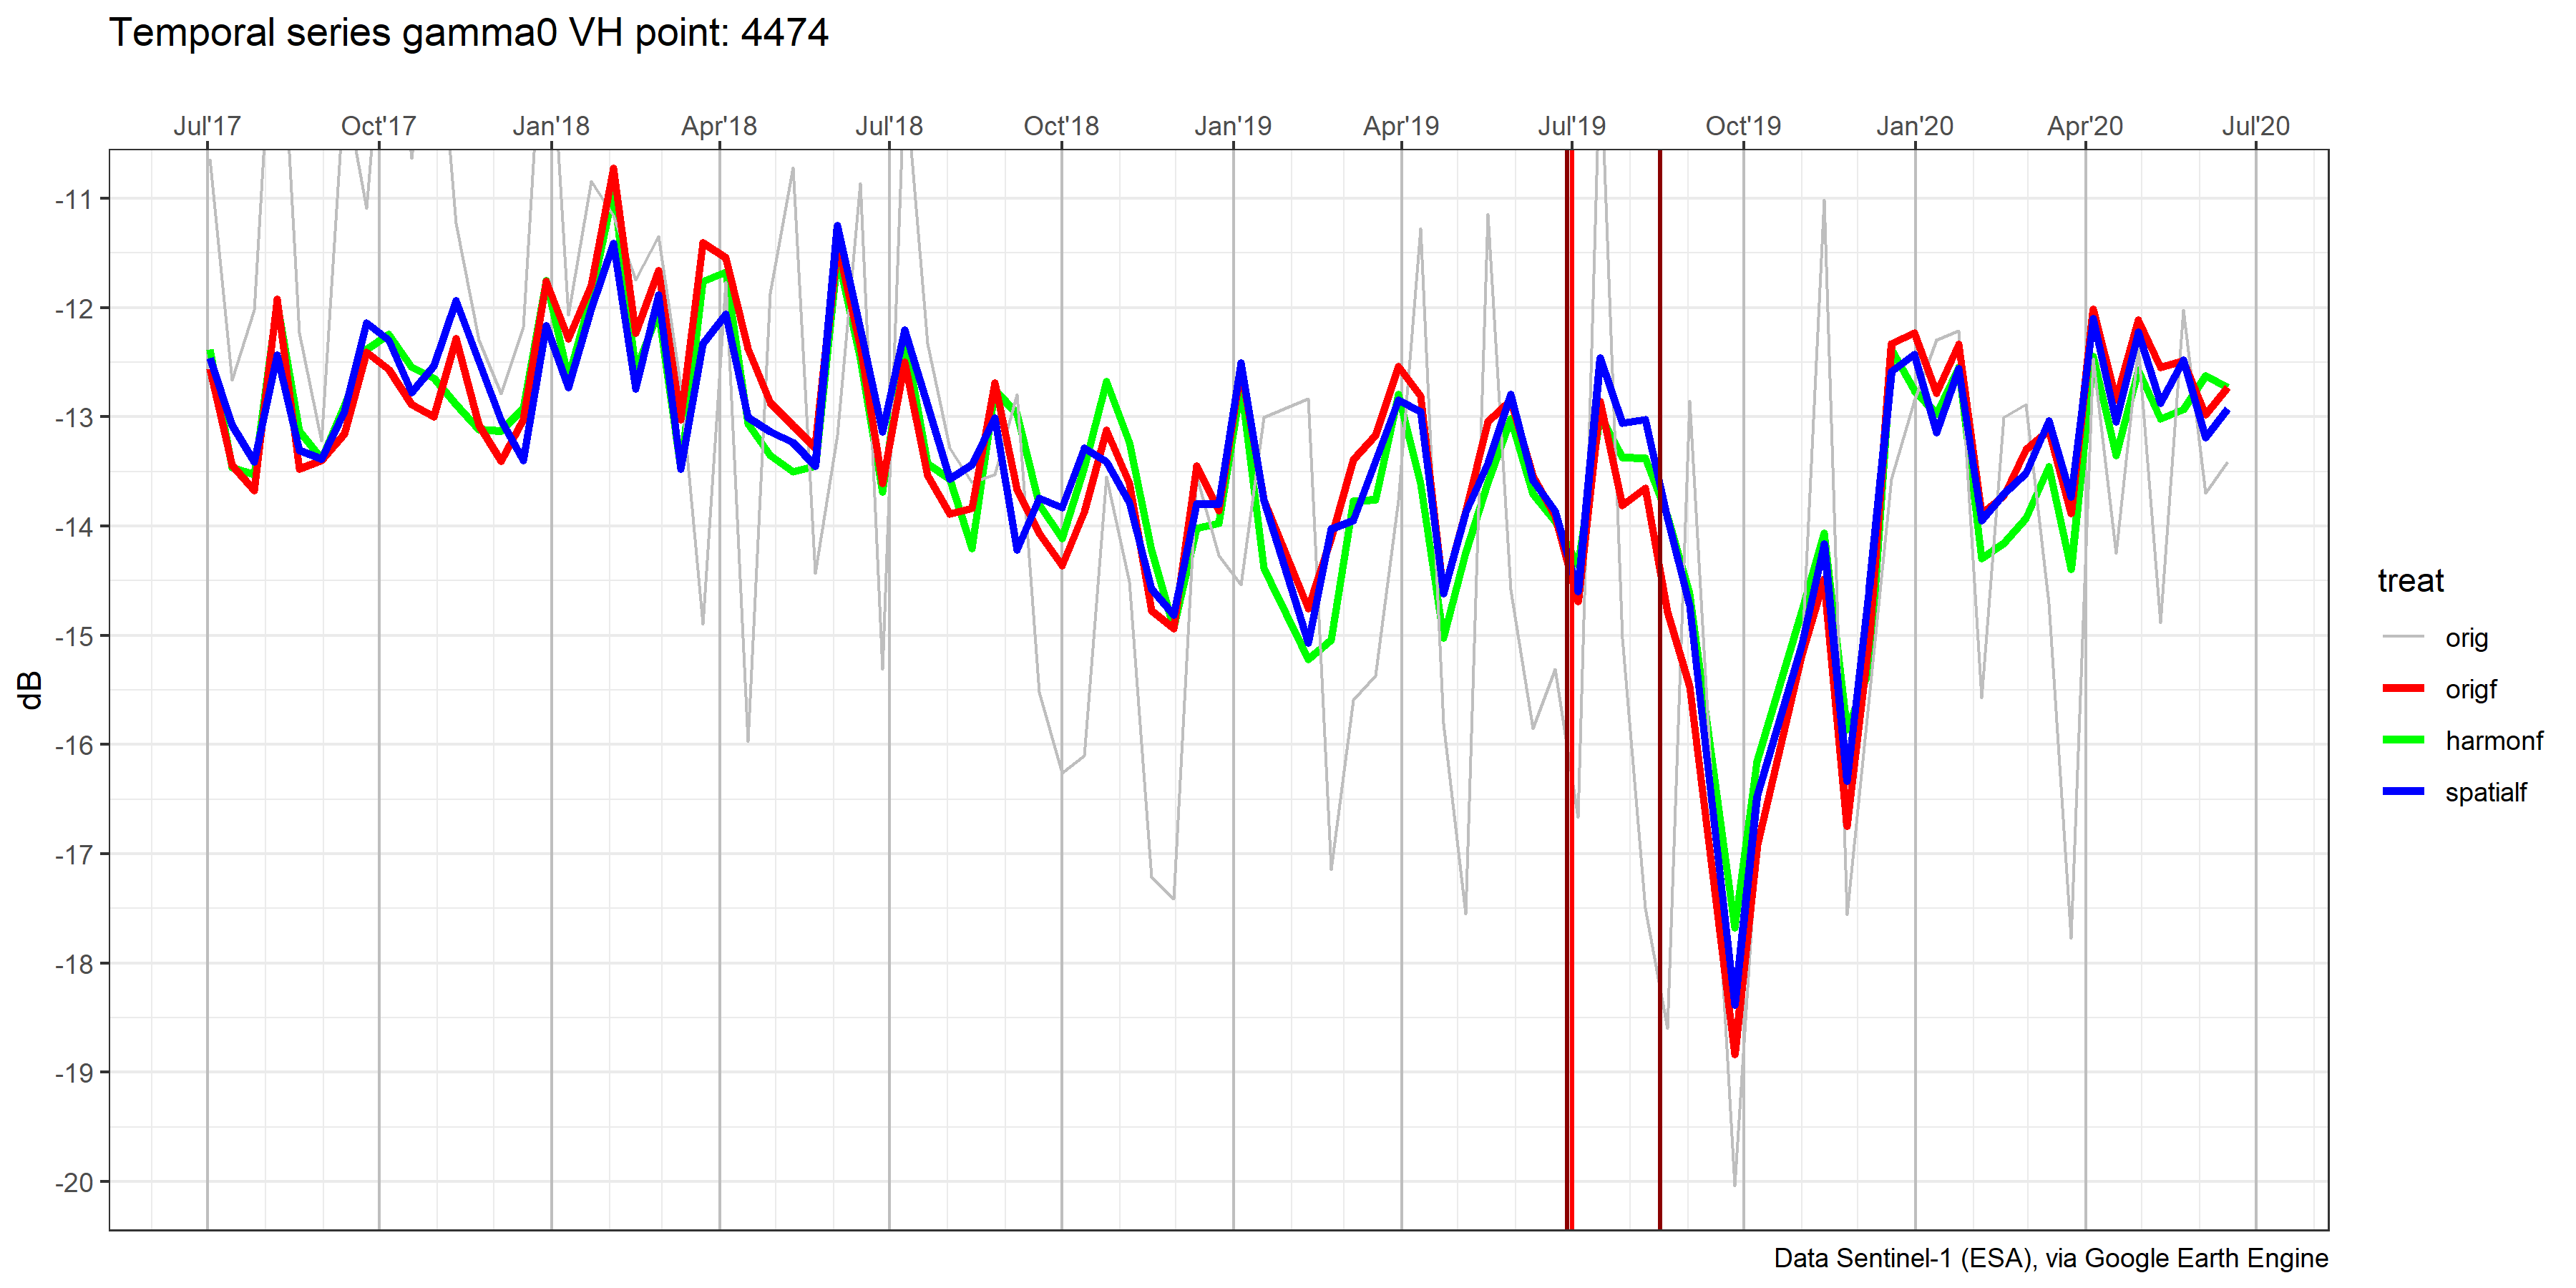 Temporal series gamma0 VH point: 4474
Jul'17 Oct'17 Jan'18 Apr'18 Jul'18 Oct'18 Jan'19 Apr'19 Jul'19 Oct'19 Jan'20 Apr'20 Jul'20
-11
-12
-13
-14
-15
-16
-17
-18
-19
-20
dB
treat
orig
origf
harmonf
spatialf
Data Sentinel-1 (ESA), via Google Earth Engine